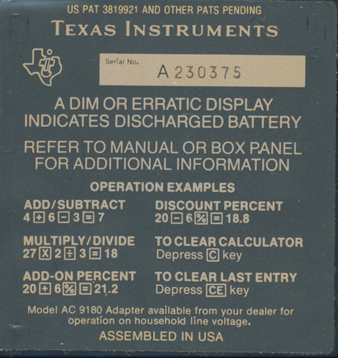 US PAT 3819921 AND OTHER PATS PENDING
TEXAS INSTRUMENTS
Serial No. A 230375
A DIM OR ERRATIC DISPLAY
INDICATES DISCHARGED BATTERY
REFER TO MANUAL OR BOX PANEL
FOR ADDITIONAL INFORMATION
OPERATION EXAMPLES
ADD/SUBTRACT
4 + 6 − 3 = 7
DISCOUNT PERCENT
20 − 6 % = 18.8
MULTIPLY/DIVIDE
27 X 2 ÷ 3 = 18
TO CLEAR CALCULATOR
Depress C key
ADD-ON PERCENT
20 + 6 % = 21.2
TO CLEAR LAST ENTRY
Depress CE key
Model AC 9180 Adapter available from your dealer for
operation on household line voltage.
ASSEMBLED IN USA